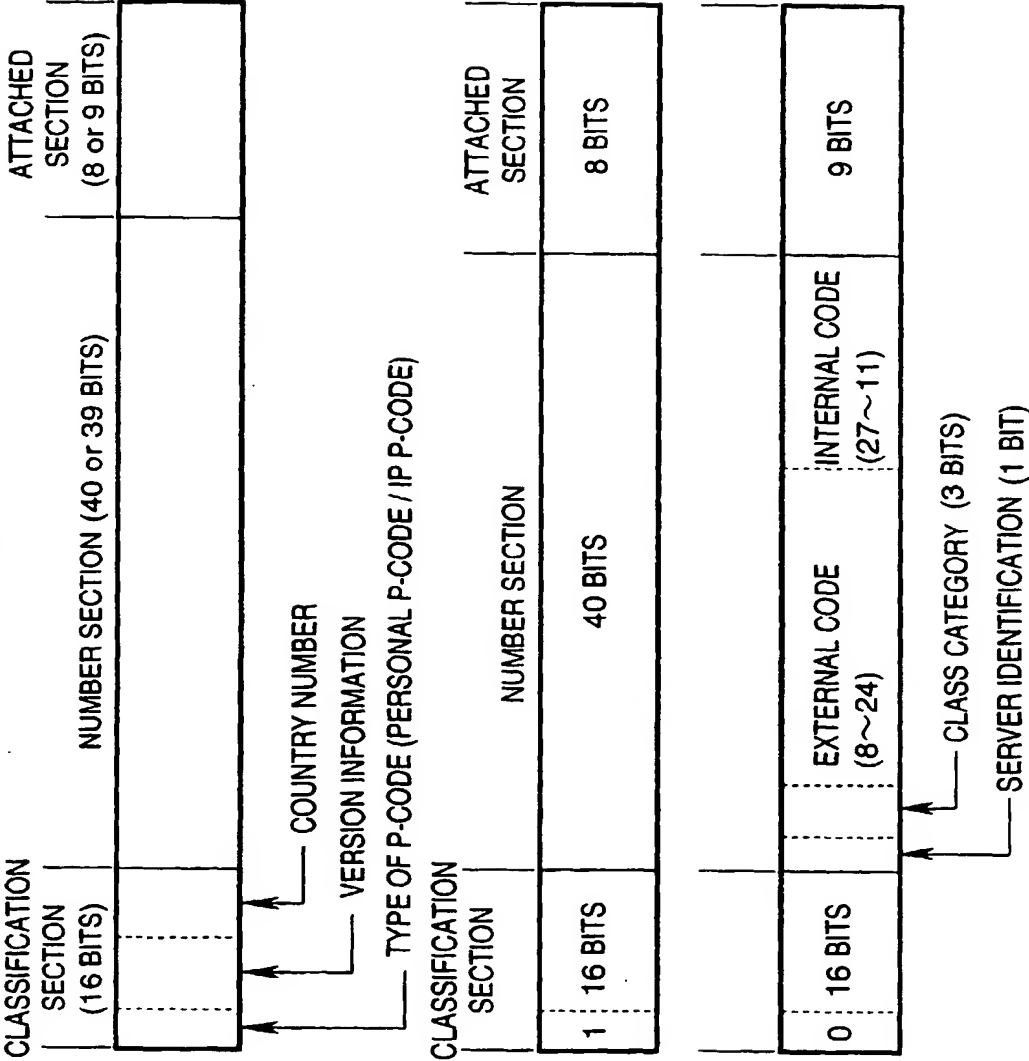 CLASSIFICATION
SECTION
(16 BITS)
NUMBER SECTION (40 or 39 BITS)
ATTACHED
SECTION
(8 or 9 BITS)
COUNTRY NUMBER
VERSION INFORMATION
TYPE OF P-CODE (PERSONAL P-CODE / IP P-CODE)
CLASSIFICATION
SECTION
NUMBER SECTION
ATTACHED
SECTION
1
16 BITS
40 BITS
8 BITS
0
16 BITS
EXTERNAL CODE
(8~24)
INTERNAL CODE
(27~11)
9 BITS
CLASS CATEGORY (3 BITS)
SERVER IDENTIFICATION (1 BIT)